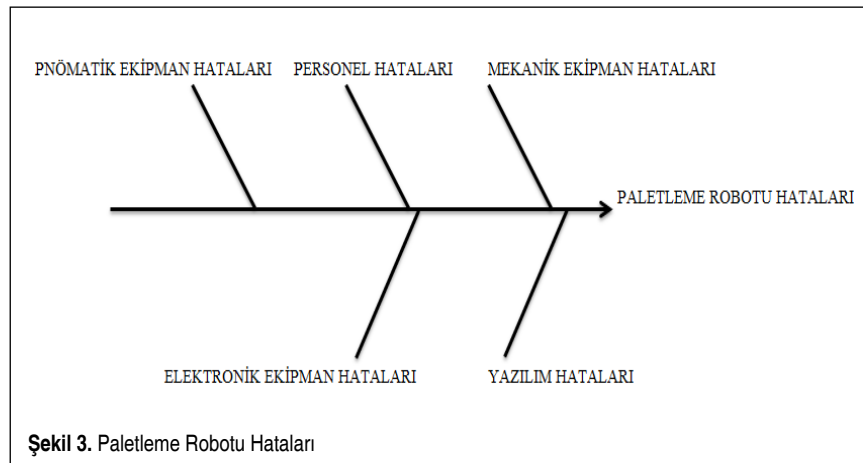 PNÖMATİK EKİPMAN HATALARI
PERSONEL HATALARI
MEKANİK EKİPMAN HATALARI
PALETLEME ROBOTU HATALARI
ELEKTRONİK EKİPMAN HATALARI
YAZILIM HATALARI
Şekil 3. Paletleme Robotu Hataları